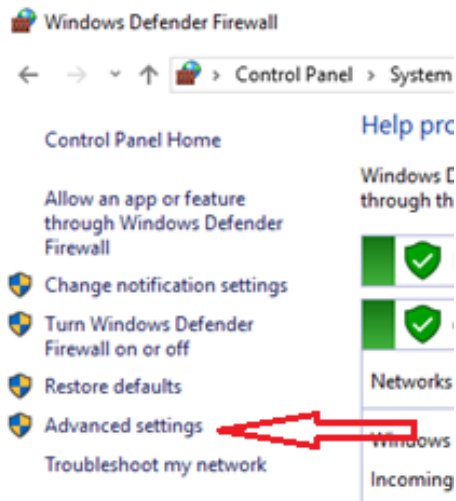 Windows Defender Firewall
Control Panel > System
Control Panel Home
Help pro
Allow an app or feature
through Windows Defender
Firewall
Windows D
through th
Change notification settings
Turn Windows Defender
Firewall on or off
Restore defaults
Networks
Advanced settings
Windows
Troubleshoot my network
Incoming